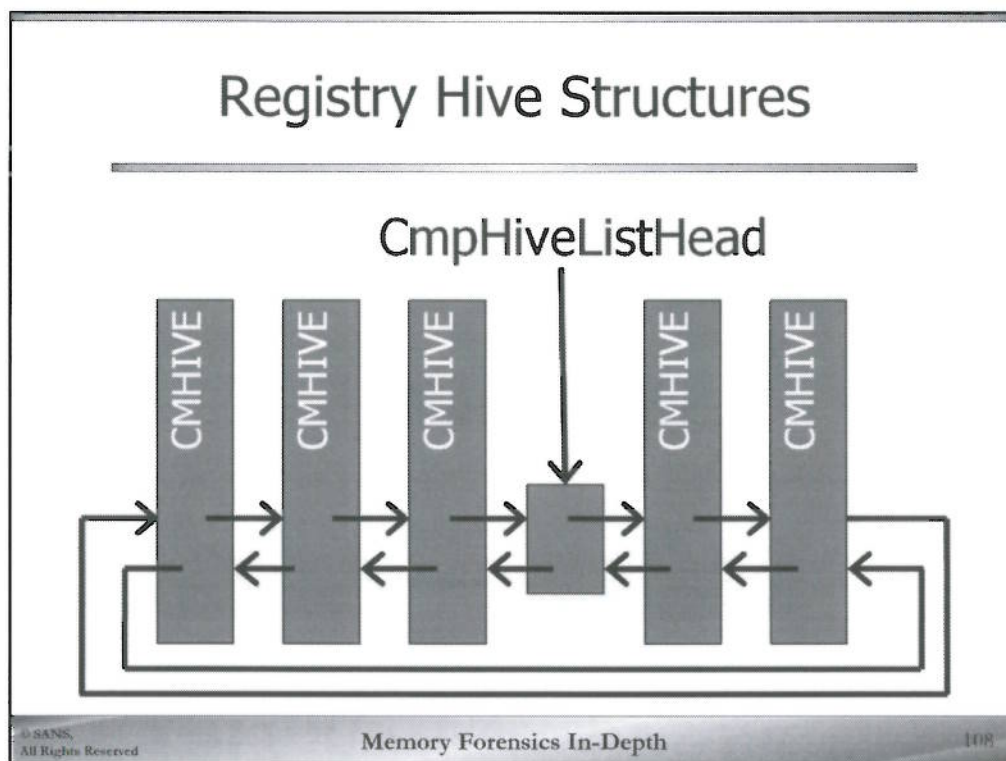 Registry Hive Structures
CmpHiveListHead
CMHIVE
CMHIVE
CMHIVE
CMHIVE
CMHIVE
© SANS,
All Rights Reserved
Memory Forensics In-Depth
108